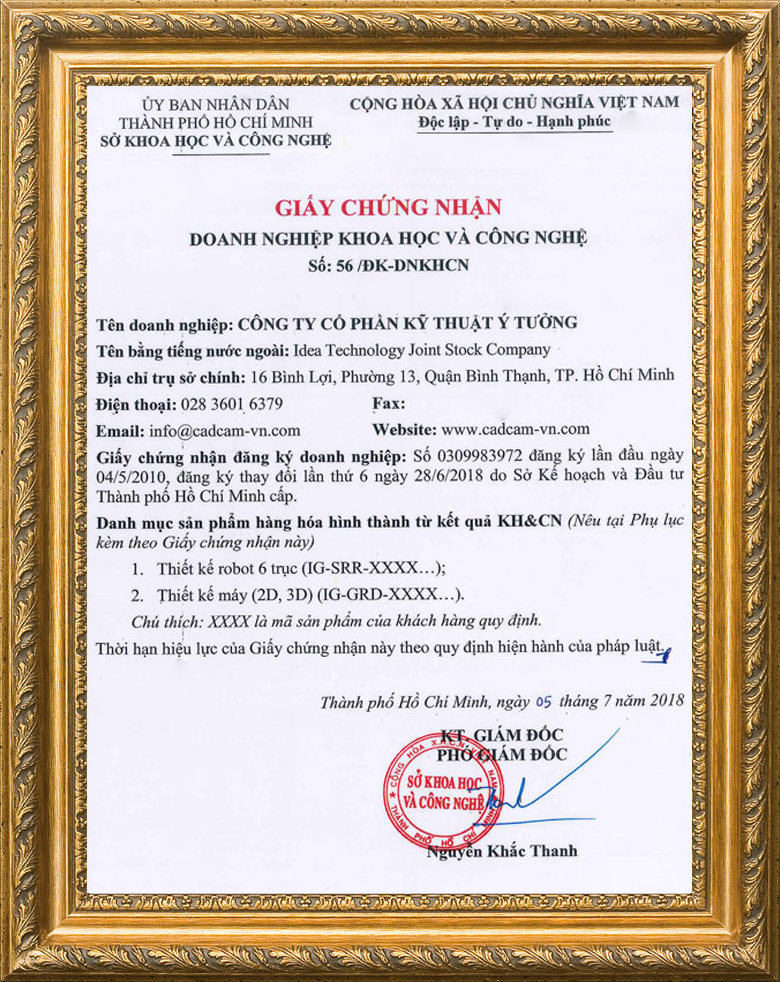 ỦY BAN NHÂN DÂN
THÀNH PHỐ HỒ CHÍ MINH
SỞ KHOA HỌC VÀ CÔNG NGHỆ
CỘNG HÒA XÃ HỘI CHỦ NGHĨA VIỆT NAM
Độc lập - Tự do - Hạnh phúc
GIẤY CHỨNG NHẬN
DOANH NGHIỆP KHOA HỌC VÀ CÔNG NGHỆ
Số: 56 /ĐK-DNKHCN
Tên doanh nghiệp: CÔNG TY CỔ PHẦN KỸ THUẬT Ý TƯỞNG
Tên bằng tiếng nước ngoài: Idea Technology Joint Stock Company
Địa chỉ trụ sở chính: 16 Bình Lợi, Phường 13, Quận Bình Thạnh, TP. Hồ Chí Minh
Điện thoại: 028 3601 6379 Fax:
Email: info@cadcam-vn.com Website: www.cadcam-vn.com
Giấy chứng nhận đăng ký doanh nghiệp: Số 0309983972 đăng ký lần đầu ngày
04/5/2010, đăng ký thay đổi lần thứ 6 ngày 28/6/2018 do Sở Kế hoạch và Đầu tư
Thành phố Hồ Chí Minh cấp.
Danh mục sản phẩm hàng hóa hình thành từ kết quả KH&CN (Nêu tại Phụ lục
kèm theo Giấy chứng nhận này)
1. Thiết kế robot 6 trục (IG-SRR-XXXX…);
2. Thiết kế máy (2D, 3D) (IG-GRD-XXXX…).
Chú thích: XXXX là mã sản phẩm của khách hàng quy định.
Thời hạn hiệu lực của Giấy chứng nhận này theo quy định hiện hành của pháp luật.
Thành phố Hồ Chí Minh, ngày 05 tháng 7 năm 2018
KT. GIÁM ĐỐC
PHÓ GIÁM ĐỐC
CỘNG HÒA X.H.C.N VIỆT NAM
SỞ KHOA HỌC
VÀ CÔNG NGHỆ
THÀNH PHỐ HỒ CHÍ MINH
Nguyễn Khắc Thanh